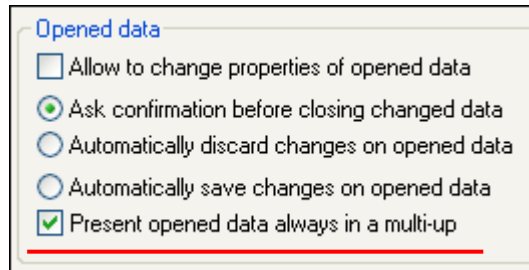 Opened data
Allow to change properties of opened data
Ask confirmation before closing changed data
Automatically discard changes on opened data
Automatically save changes on opened data
Present opened data always in a multi-up